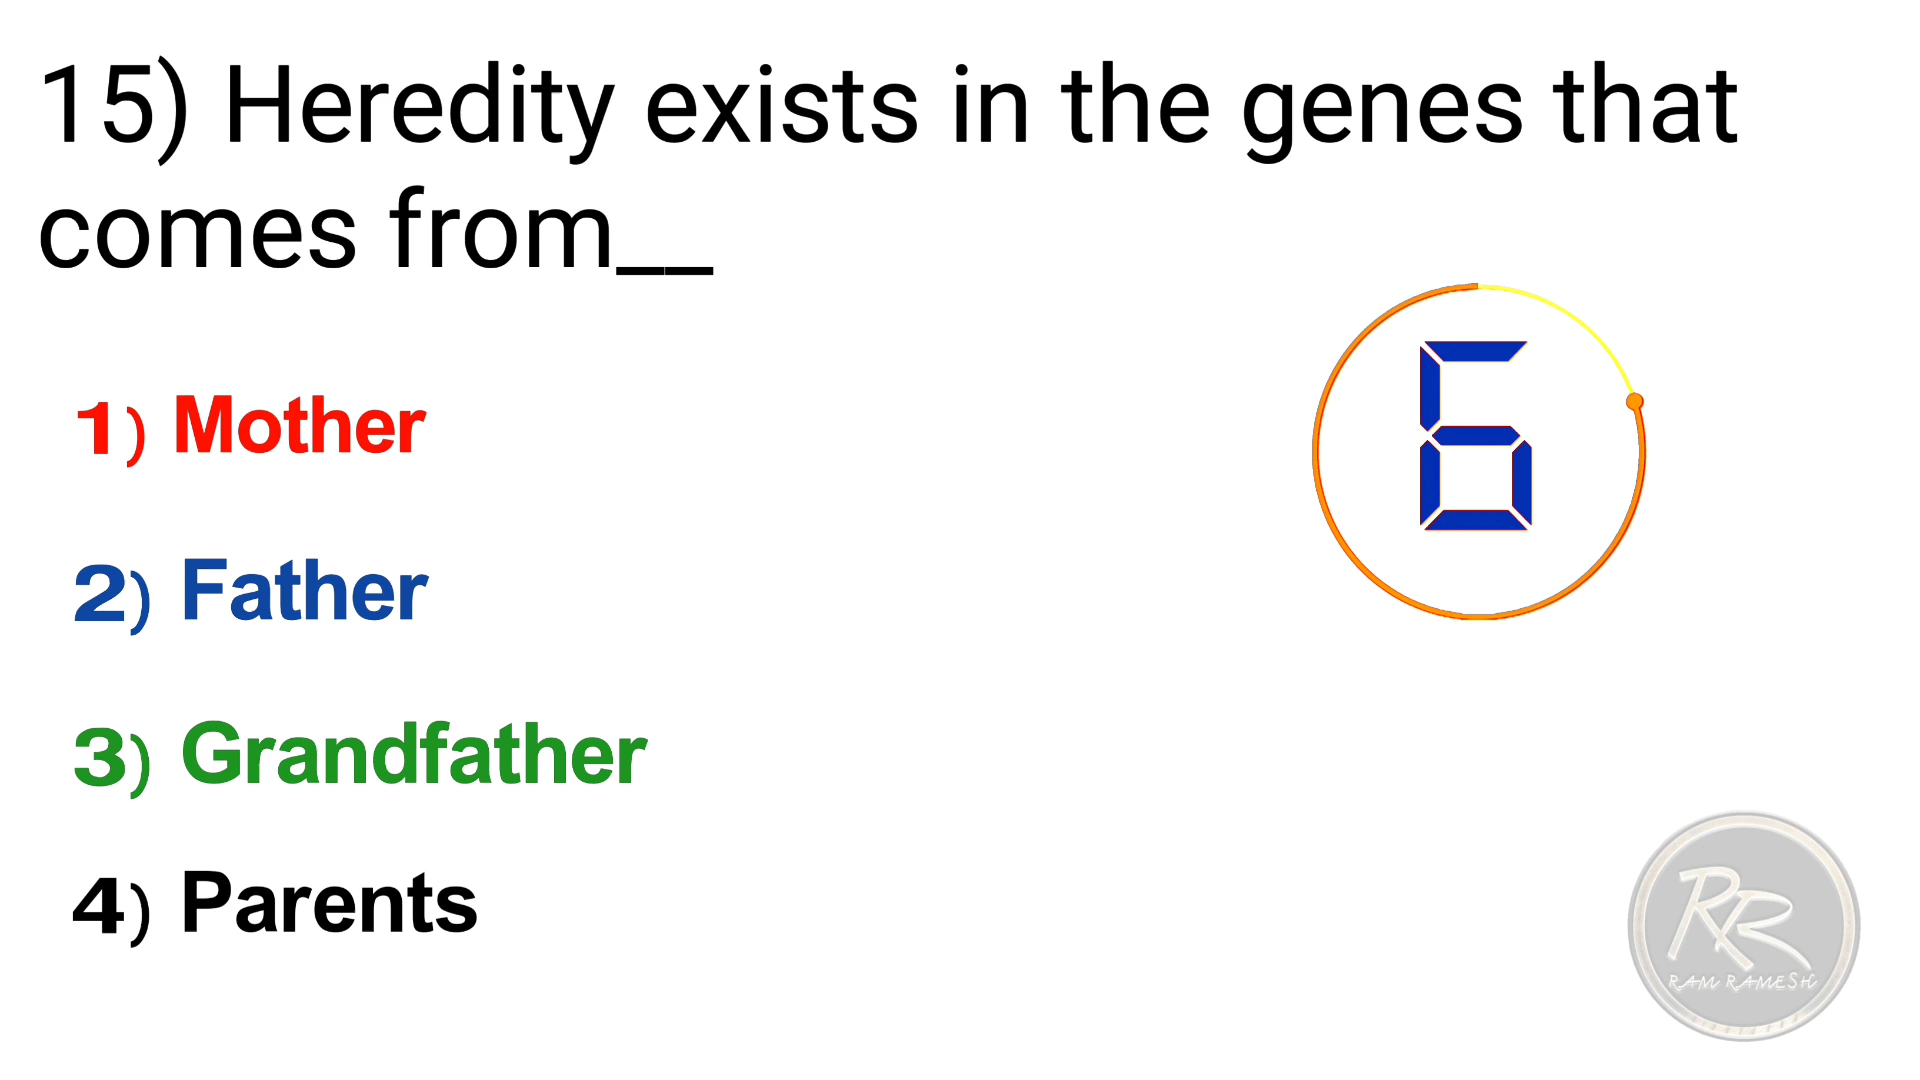 15) Heredity exists in the genes that
comes from__
1) Mother
6
2) Father
3) Grandfather
4) Parents
RR
RAM RAMESH